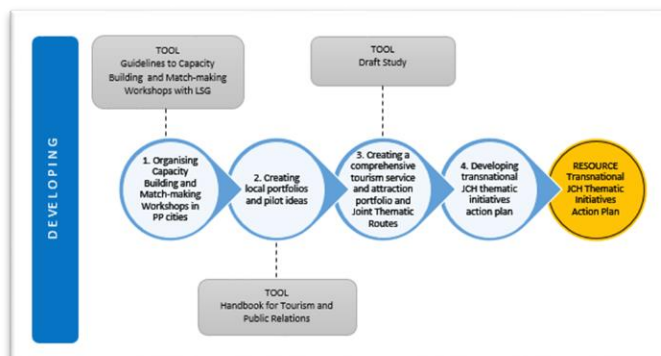 DEVELOPING
TOOL
Guidelines to Capacity
Building and Match-making
Workshops with LSG
TOOL
Draft Study
1. Organising
Capacity
Building and
Match-making
Workshops in
PP cities
2. Creating
local portfolios
and pilot ideas
3. Creating a
comprehensive
tourism service
and attraction
portfolio and
Joint Thematic
Routes
4. Developing
transnational
JCH thematic
initiatives
action plan
RESOURCE
Transnational
JCH Thematic
Initiatives
Action Plan
TOOL
Handbook for Tourism and
Public Relations